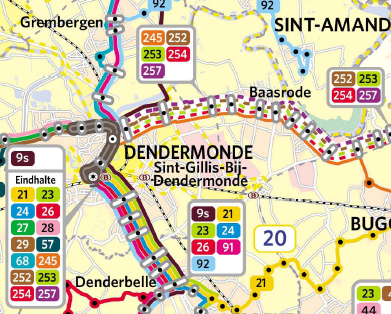 92
92
Grembergen
SINT-AMAND
245 252
253 254
257
252 253
254 257
Baasrode
DENDERMONDE
Sint-Gillis-Bij-
Dendermonde
9s
Eindhalte
21 23
24 26
27 28
29 57
68 245
252 253
254 257
9s 21
23 24
26 91
92
20
BUG
21
Denderbelle
23
44